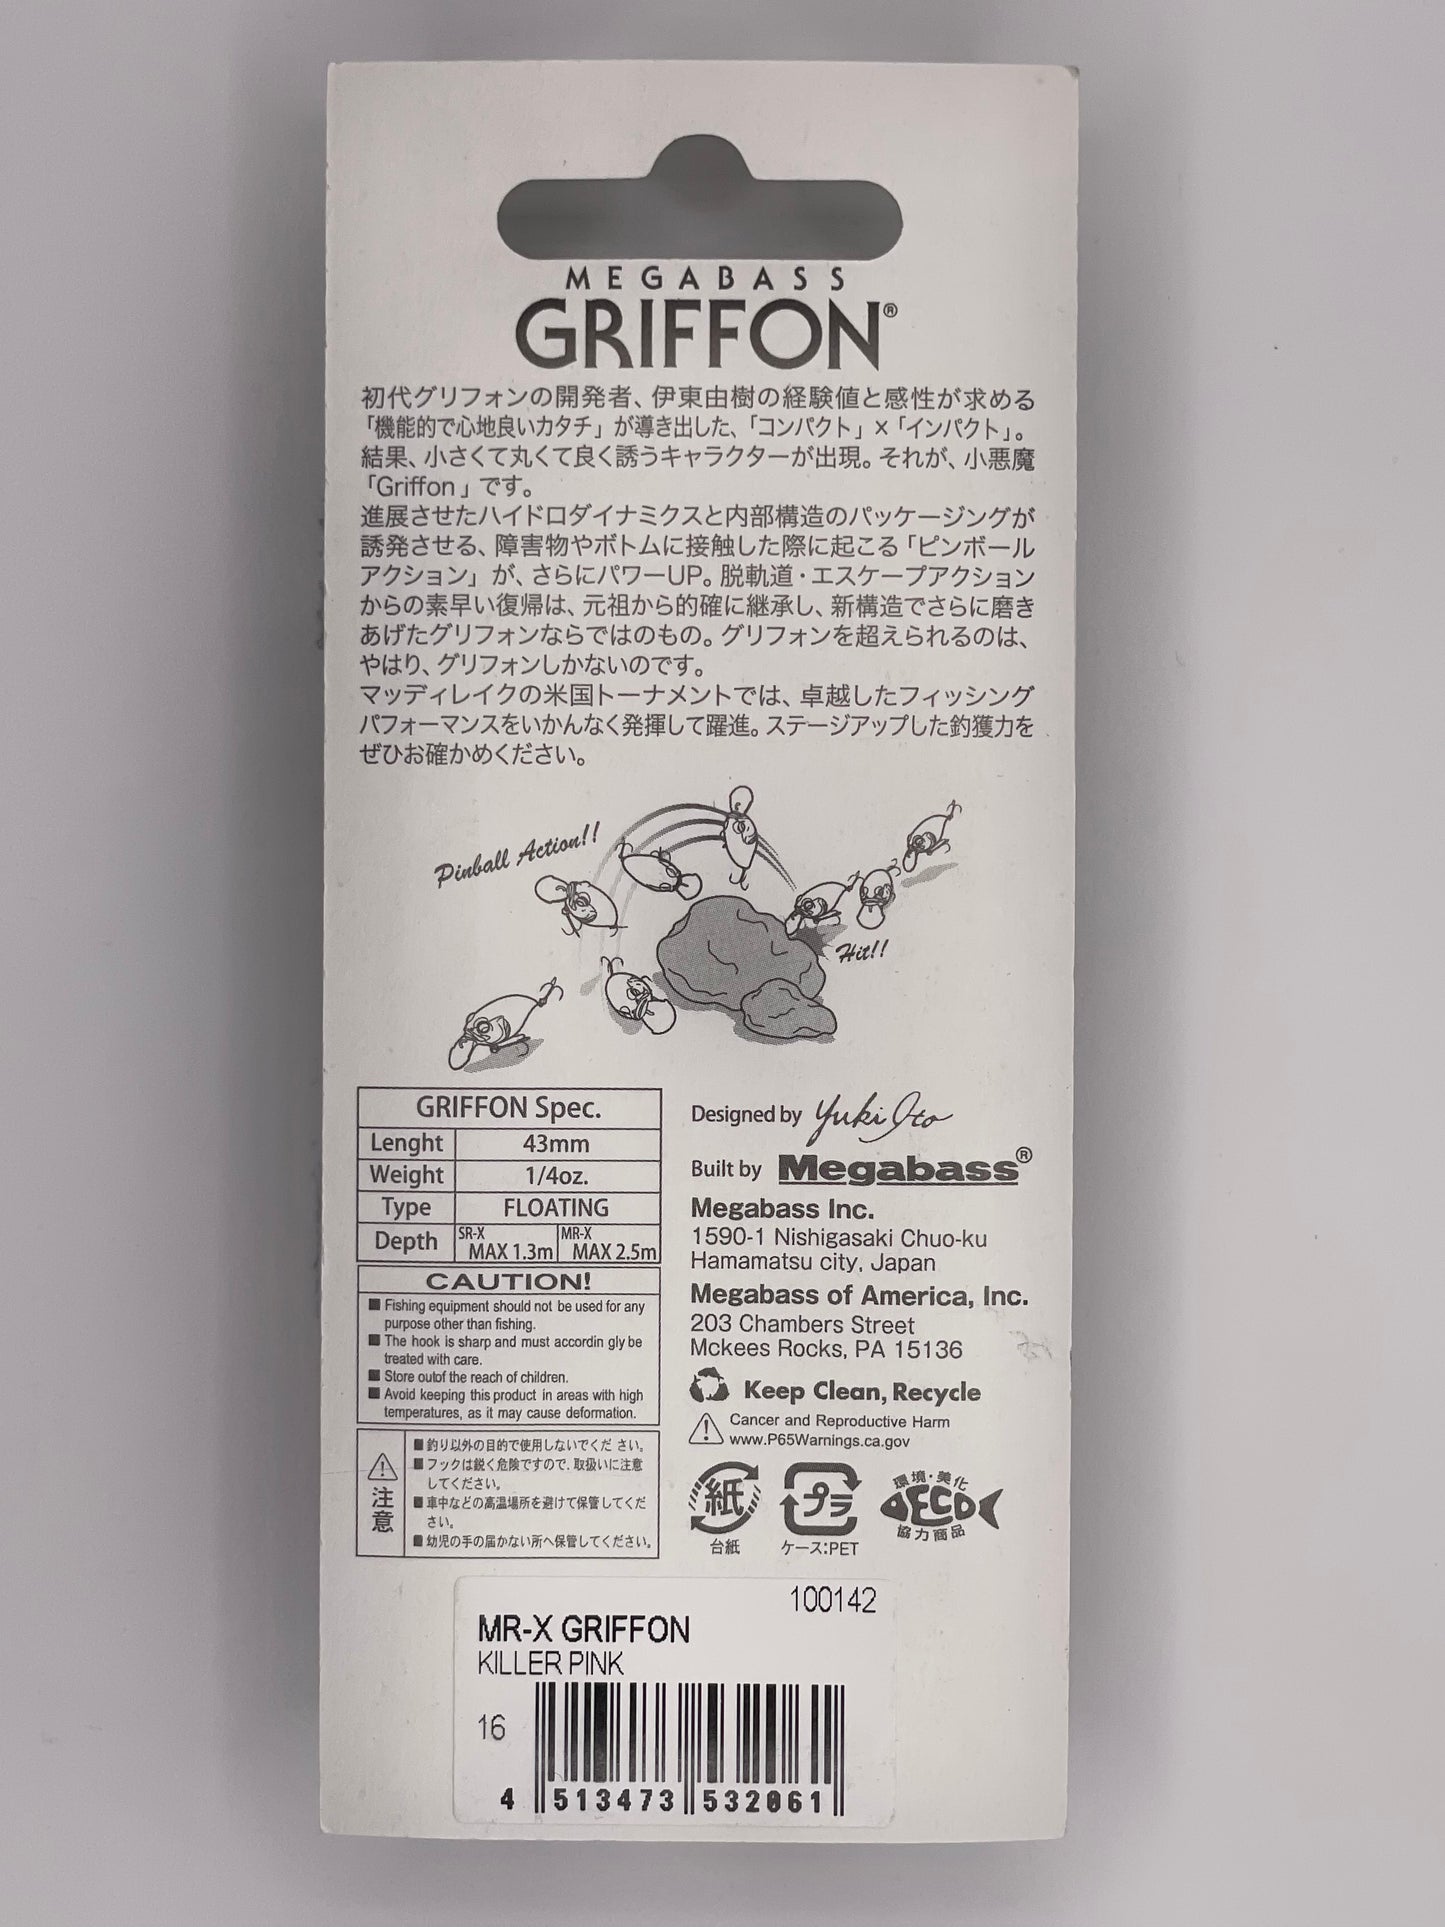 MEGABASS
GRIFFON®
初代グリフォンの開発者、伊東由樹の経験値と感性が求める
「機能的で心地良いカタチ」が導き出した、「コンパクト」×「インパクト」。
結果、小さくて丸くて良く誘うキャラクターが出現。それが、小悪魔
「Griffon」です。
進展させたハイドロダイナミクスと内部構造のパッケージングが
誘発させる、障害物やボトムに接触した際に起こる「ピンボール
アクション」が、さらにパワーUP。脱軌道・エスケープアクション
からの素早い復帰は、元祖から的確に継承し、新構造でさらに磨き
あげたグリフォンならではのもの。グリフォンを超えられるのは、
やはり、グリフォンしかないのです。
マッディレイクの米国トーナメントでは、卓越したフィッシング
パフォーマンスをいかんなく発揮して躍進。ステージアップした釣獲力を
ぜひお確かめください。
Pinball Action!!
Hit!!
GRIFFON Spec.
Lenght 43mm
Weight 1/4oz.
Type FLOATING
Depth SR-X MAX 1.3m MR-X MAX 2.5m
CAUTION!
■ Fishing equipment should not be used for any
purpose other than fishing.
■ The hook is sharp and must accordin gly be
treated with care.
■ Store outof the reach of children.
■ Avoid keeping this product in areas with high
temperatures, as it may cause deformation.
注意
■ 釣り以外の目的で使用しないでくだ さい。
■ フックは鋭く危険ですので、取扱いに注意
してください。
■ 車中などの高温場所を避けて保管してくだ
さい。
■ 幼児の手の届かない所へ保管してください。
Designed by Yuki Ito
Built by Megabass®
Megabass Inc.
1590-1 Nishigasaki Chuo-ku
Hamamatsu city, Japan
Megabass of America, Inc.
203 Chambers Street
Mckees Rocks, PA 15136
Keep Clean, Recycle
Cancer and Reproductive Harm
www.P65Warnings.ca.gov
紙
台紙
プラ
ケース:PET
環境・美化
ECO
協力商品
100142
MR-X GRIFFON
KILLER PINK
16
4 513473 532061